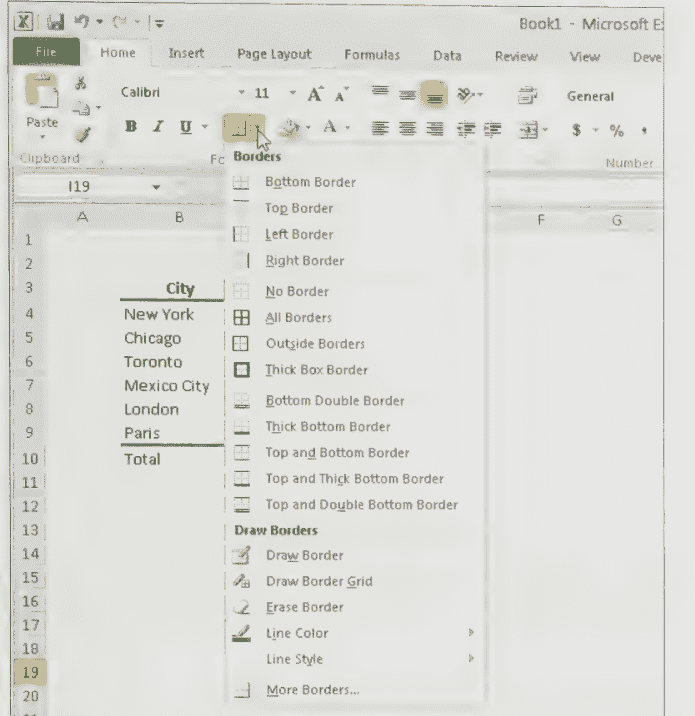 Book1 - Microsoft Ex
File Home Insert Page Layout Formulas Data Review View Deve
Calibri 11 A A General
Paste B I U A $ % ,
Clipboard Fo Number
I19
A B F G
Borders
Bottom Border
Top Border
Left Border
Right Border
No Border
All Borders
Outside Borders
Thick Box Border
Bottom Double Border
Thick Bottom Border
Top and Bottom Border
Top and Thick Bottom Border
Top and Double Bottom Border
Draw Borders
Draw Border
Draw Border Grid
Erase Border
Line Color
Line Style
More Borders...
1
2
3 City
4 New York
5 Chicago
6 Toronto
7 Mexico City
8 London
9 Paris
10 Total
11
12
13
14
15
16
17
18
19
20